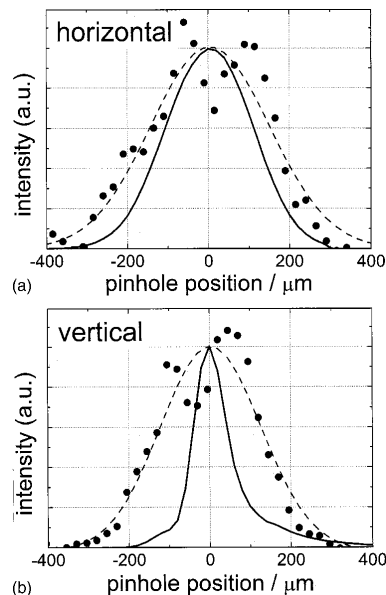 horizontal
intensity (a.u.)
-400 -200 0 200 400
(a) pinhole position / μm
vertical
intensity (a.u.)
-400 -200 0 200 400
(b) pinhole position / μm